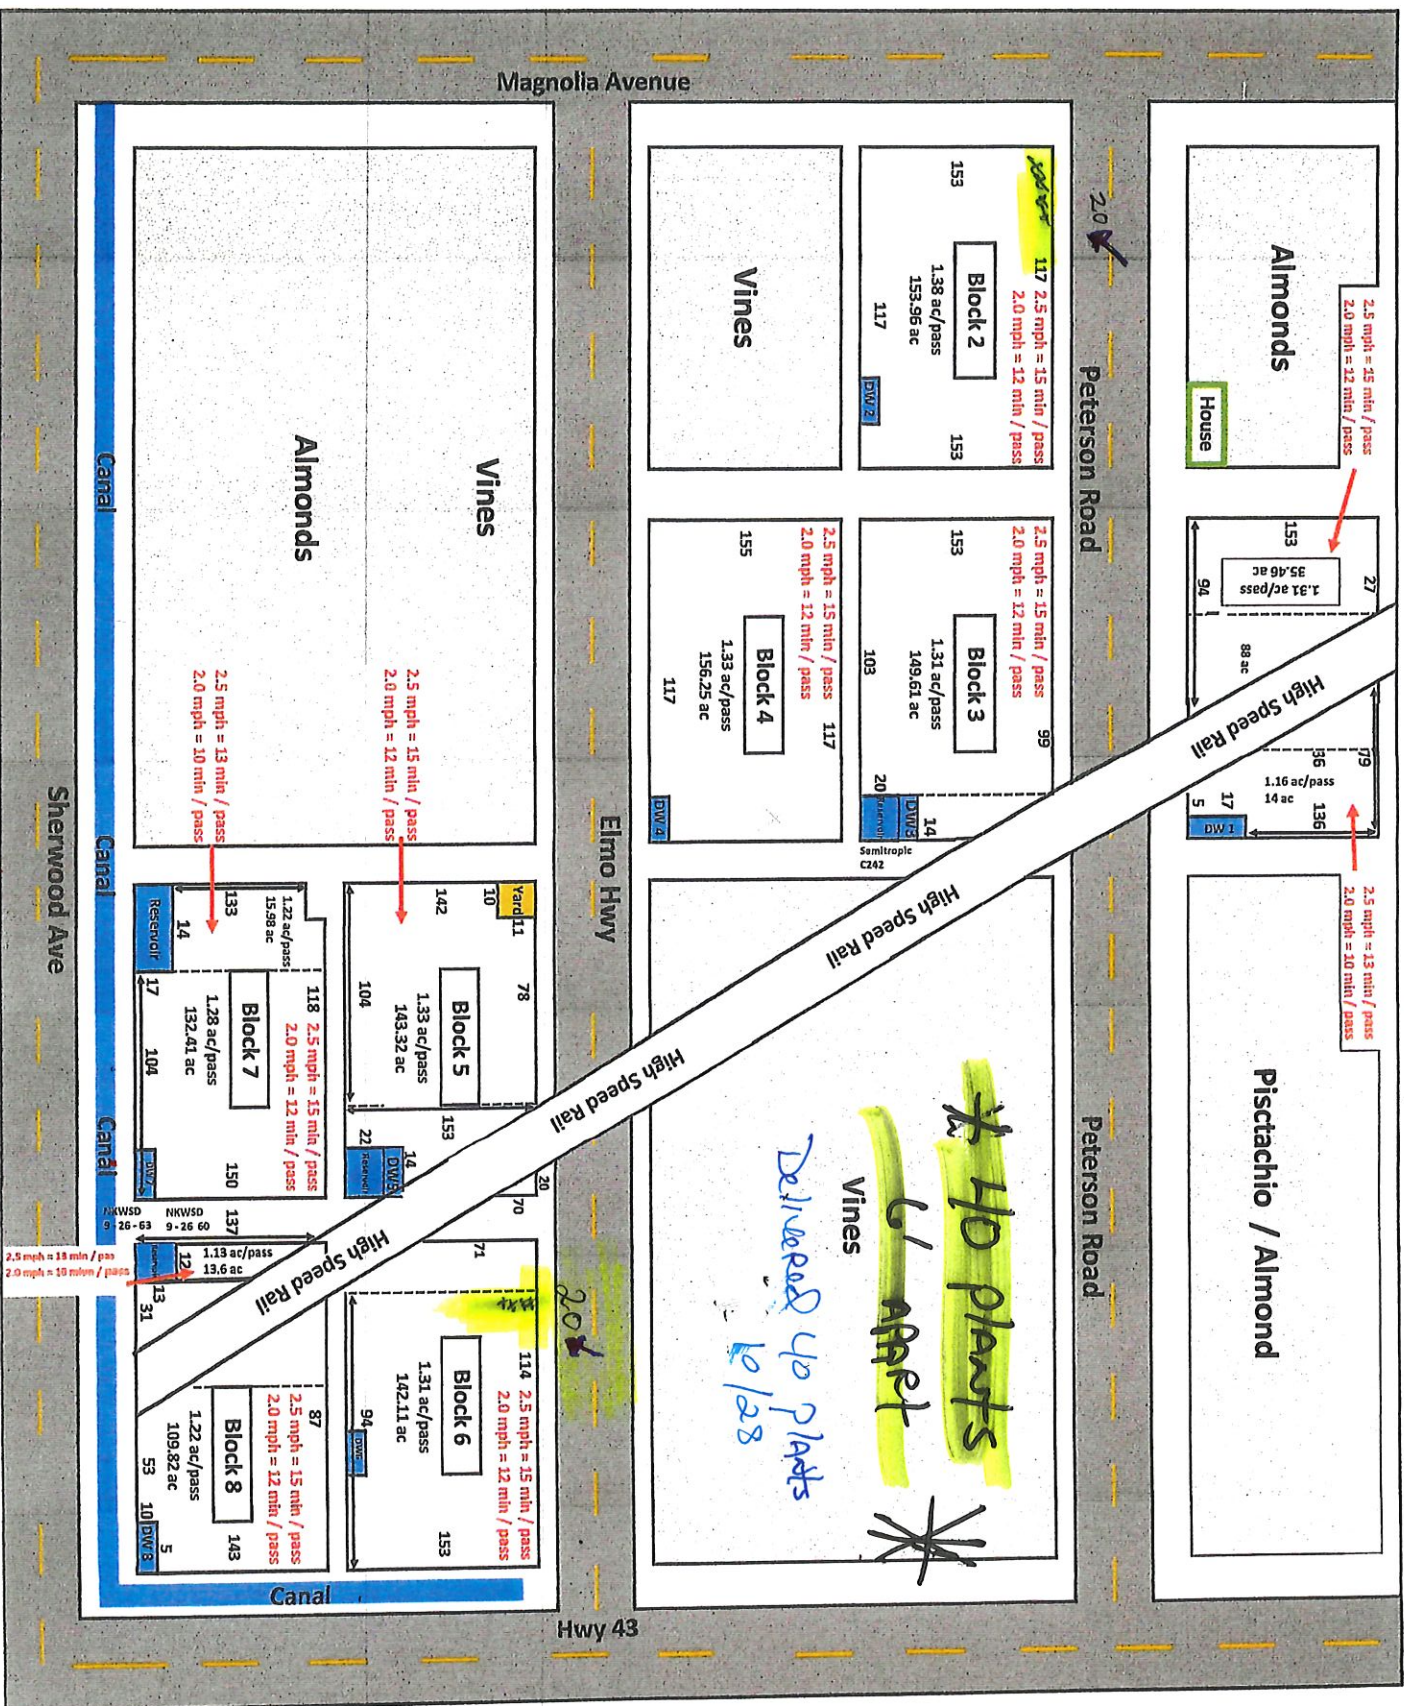 Magnolia Avenue
Almonds
House
2.5 mph = 15 min / pass
2.0 mph = 12 min / pass
153
27
1.31 ac/pass
35.46 ac
94
88 ac
High Speed Rail
79
36
1.16 ac/pass
14 ac
136
17
5
DW 1
2.5 mph = 13 min / pass
2.0 mph = 10 min / pass
Pisctachio / Almond
20
Peterson Road
Peterson Road
117
2.5 mph = 15 min / pass
2.0 mph = 12 min / pass
153
Block 2
1.38 ac/pass
153.96 ac
153
117
DW 2
Vines
2.5 mph = 15 min / pass
2.0 mph = 12 min / pass
99
153
Block 3
1.31 ac/pass
149.61 ac
103
20
14
DW3
Reservoir
Semitropic
C242
2.5 mph = 15 min / pass
2.0 mph = 12 min / pass
117
155
Block 4
1.33 ac/pass
156.25 ac
117
DW 4
High Speed Rail
High Speed Rail
* 40 plants
6' APART
Vines
Delivered 40 plants
10/28
Elmo Hwy
20
High Speed Rail
Vines
Almonds
2.5 mph = 15 min / pass
2.0 mph = 12 min / pass
2.5 mph = 13 min / pass
2.0 mph = 10 min / pass
Yard
11
10
78
142
Block 5
1.33 ac/pass
143.32 ac
104
153
22
14
DW5
Reservoir
20
70
133
1.22 ac/pass
15.98 ac
14
Reservoir
118
2.5 mph = 15 min / pass
2.0 mph = 12 min / pass
Block 7
1.28 ac/pass
132.41 ac
150
17
104
DW7
High Speed Rail
High Speed Rail
71
114
2.5 mph = 15 min / pass
2.0 mph = 12 min / pass
Block 6
1.31 ac/pass
142.11 ac
153
94
DW6
NKWSD
9 - 26 - 63
NKWSD
9 - 26 60
137
1.13 ac/pass
13.6 ac
12
13
31
2.5 mph = 13 min / pas
87
2.5 mph = 15 min / pass
2.0 mph = 12 min / pass
Block 8
1.22 ac/pass
109.82 ac
143
53
10
DW 8
5
Canal
Canal
Canal
Canal
Sherwood Ave
Hwy 43